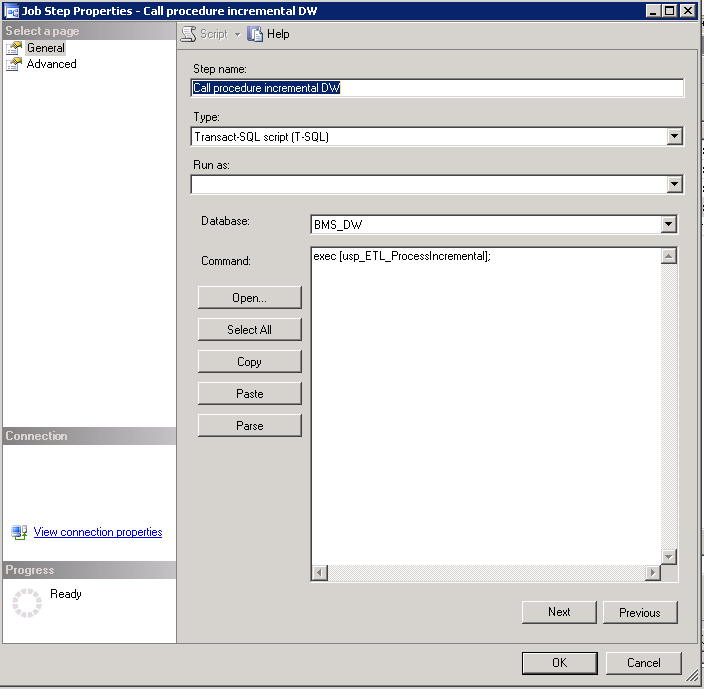 Job Step Properties - Call procedure incremental DW
Select a page
General
Advanced
Script
Help
Step name:
Call procedure incremental DW
Type:
Transact-SQL script (T-SQL)
Run as:
Database:
BMS_DW
Command:
exec [usp_ETL_ProcessIncremental];
Open...
Select All
Copy
Paste
Parse
Connection
View connection properties
Progress
Ready
Next
Previous
OK
Cancel